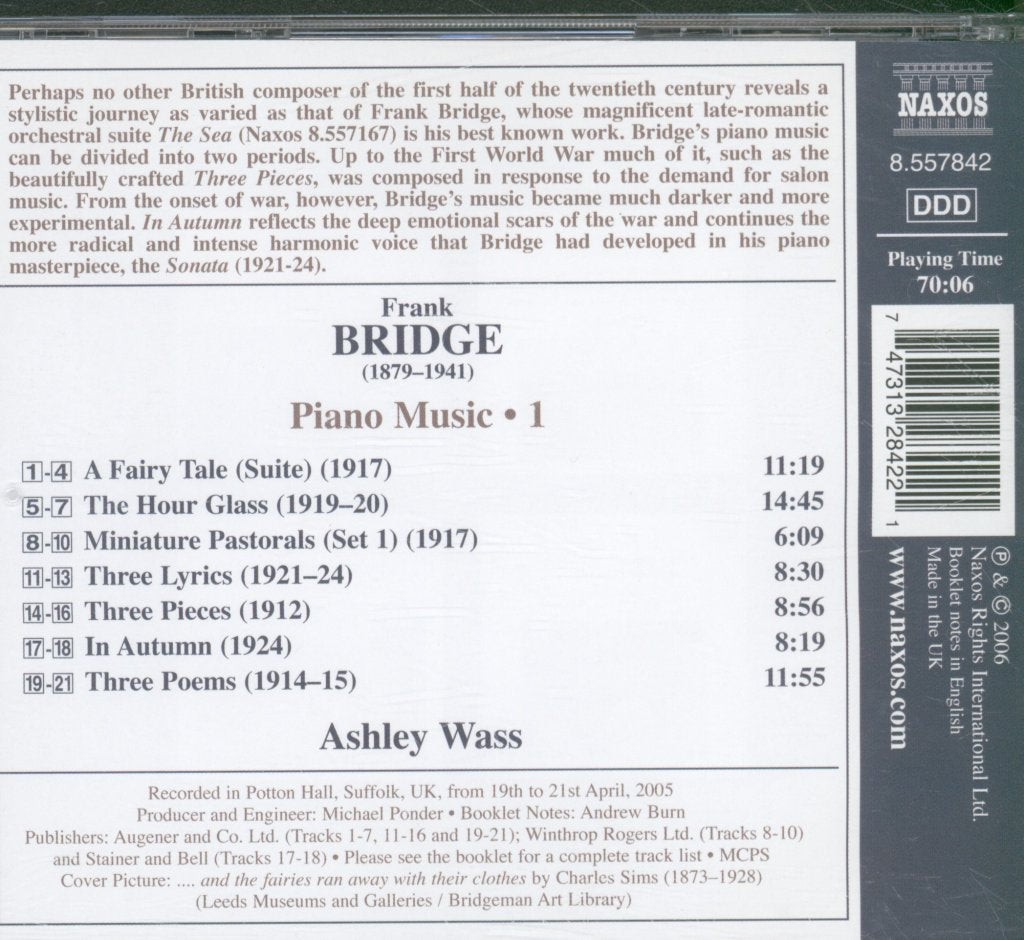 Perhaps no other British composer of the first half of the twentieth century reveals a
stylistic journey as varied as that of Frank Bridge, whose magnificent late-romantic
orchestral suite The Sea (Naxos 8.557167) is his best known work. Bridge's piano music
can be divided into two periods. Up to the First World War much of it, such as the
beautifully crafted Three Pieces, was composed in response to the demand for salon
music. From the onset of war, however, Bridge's music became much darker and more
experimental. In Autumn reflects the deep emotional scars of the war and continues the
more radical and intense harmonic voice that Bridge had developed in his piano
masterpiece, the Sonata (1921-24).
Frank
BRIDGE
(1879–1941)
Piano Music • 1
1-4 A Fairy Tale (Suite) (1917) 11:19
5-7 The Hour Glass (1919–20) 14:45
8-10 Miniature Pastorals (Set 1) (1917) 6:09
11-13 Three Lyrics (1921–24) 8:30
14-16 Three Pieces (1912) 8:56
17-18 In Autumn (1924) 8:19
19-21 Three Poems (1914–15) 11:55
Ashley Wass
Recorded in Potton Hall, Suffolk, UK, from 19th to 21st April, 2005
Producer and Engineer: Michael Ponder • Booklet Notes: Andrew Burn
Publishers: Augener and Co. Ltd. (Tracks 1-7, 11-16 and 19-21); Winthrop Rogers Ltd. (Tracks 8-10)
and Stainer and Bell (Tracks 17-18) • Please see the booklet for a complete track list • MCPS
Cover Picture: .... and the fairies ran away with their clothes by Charles Sims (1873–1928)
(Leeds Museums and Galleries / Bridgeman Art Library)
NAXOS
8.557842
DDD
Playing Time
70:06
7 47313 28422 1
℗ & © 2006
Naxos Rights International Ltd.
Booklet notes in English
Made in the UK
www.naxos.com